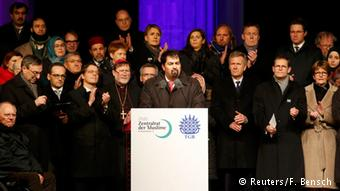 Zentralrat
der Muslime
TGB
(Reuters/F. Bensch)